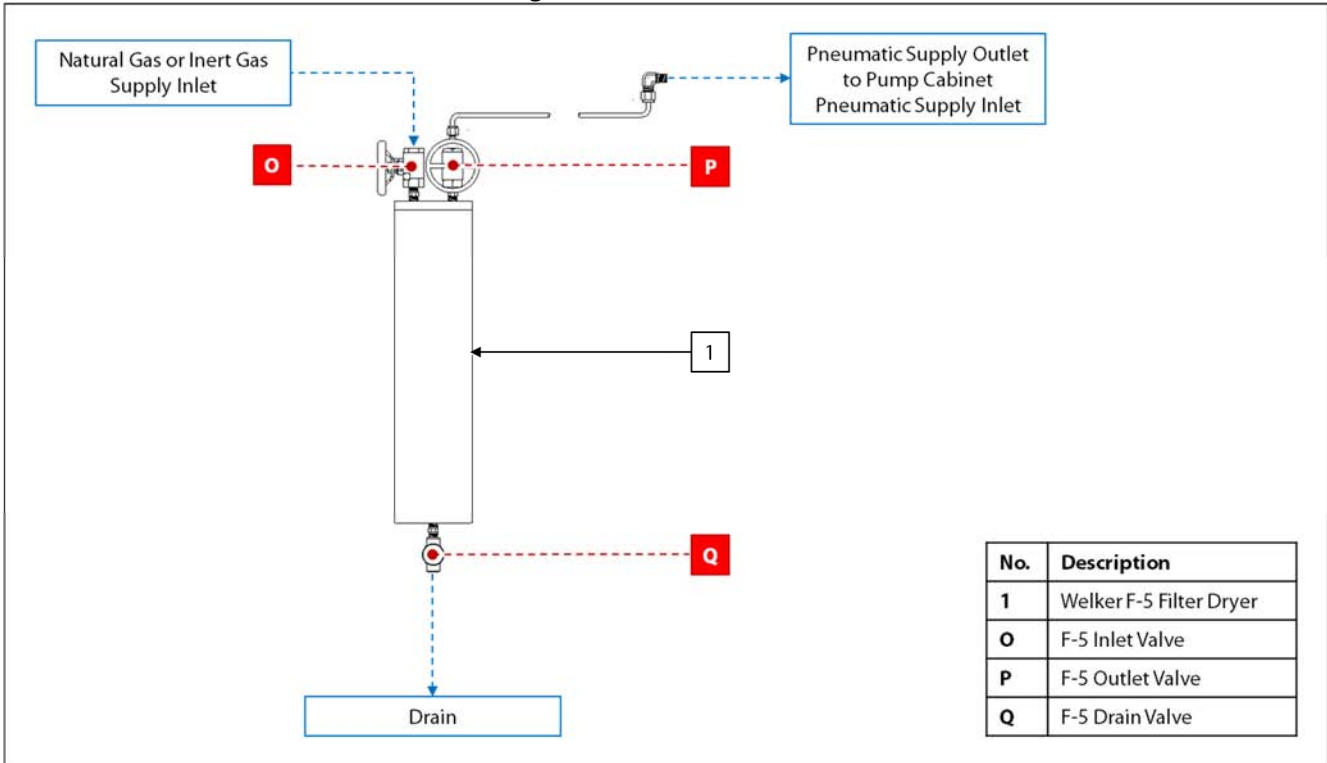 Natural Gas or Inert Gas
Supply Inlet
Pneumatic Supply Outlet
to Pump Cabinet
Pneumatic Supply Inlet
O
P
1
Q
Drain
No. Description
1 Welker F-5 Filter Dryer
O F-5 Inlet Valve
P F-5 Outlet Valve
Q F-5 Drain Valve